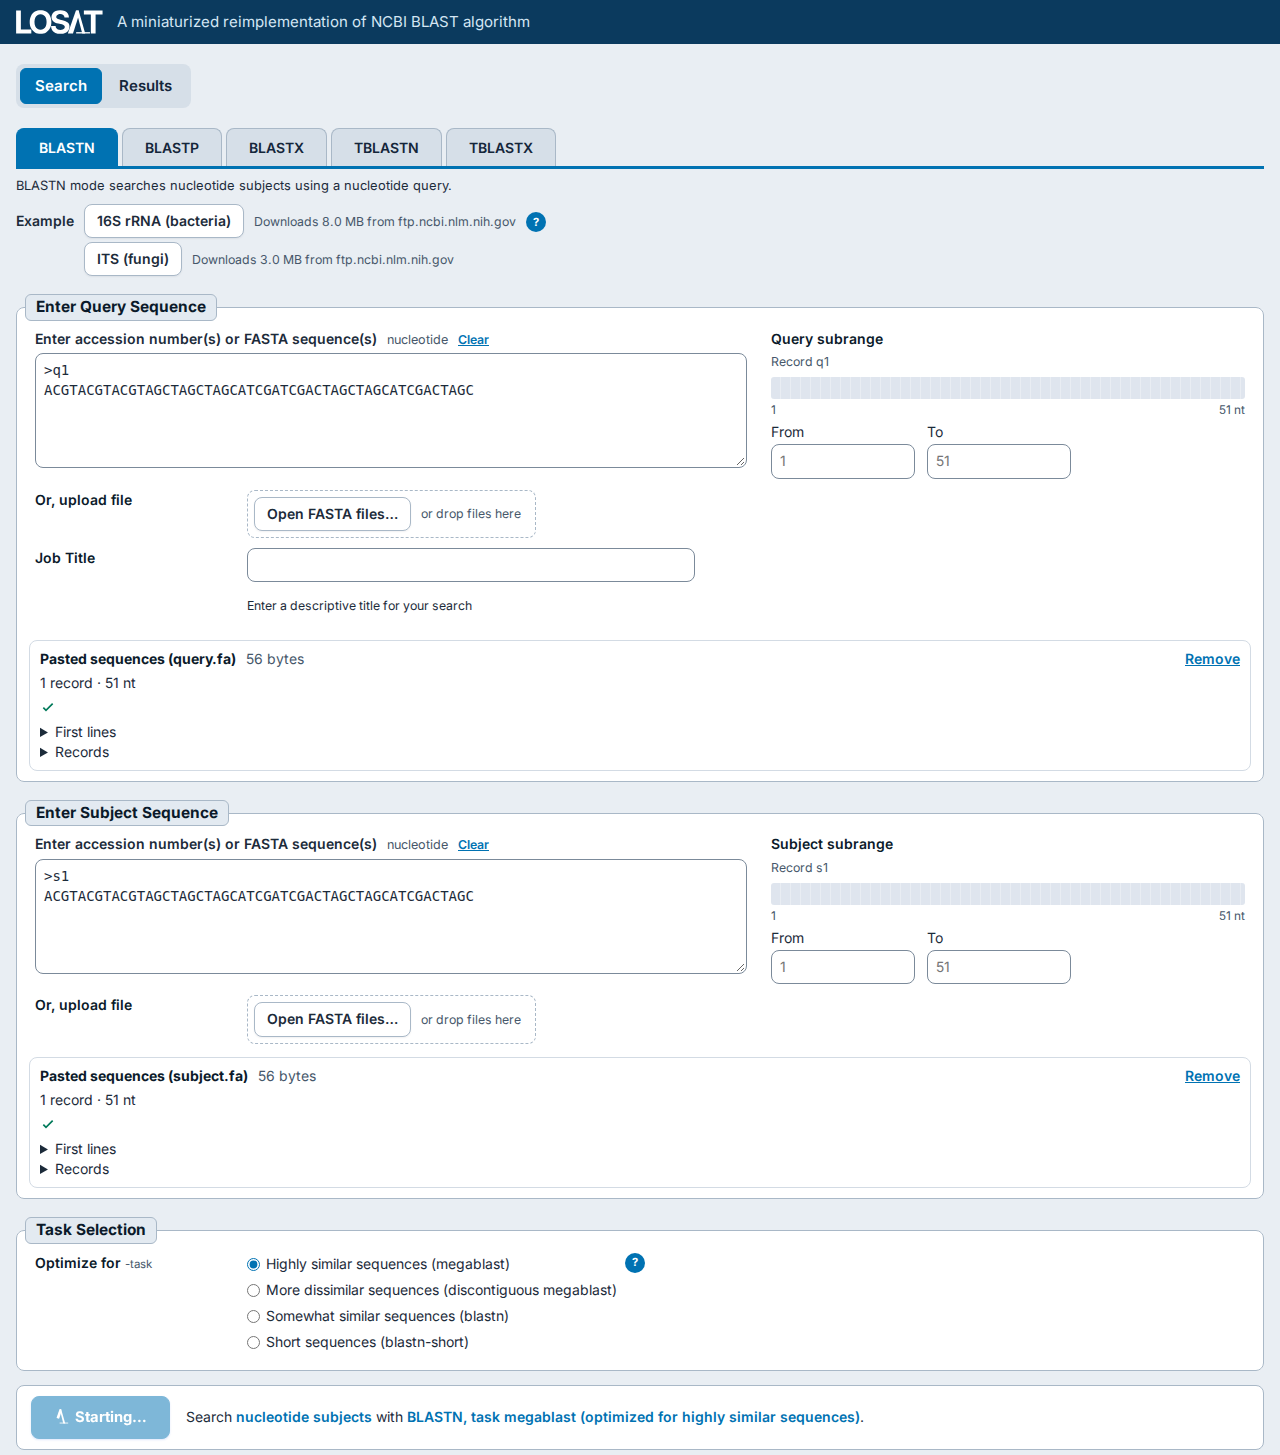 LOSAT A miniaturized reimplementation of NCBI BLAST algorithm
Search Results
BLASTN BLASTP BLASTX TBLASTN TBLASTX
BLASTN mode searches nucleotide subjects using a nucleotide query.
Example 16S rRNA (bacteria) Downloads 8.0 MB from ftp.ncbi.nlm.nih.gov ?
ITS (fungi) Downloads 3.0 MB from ftp.ncbi.nlm.nih.gov
Enter Query Sequence
Enter accession number(s) or FASTA sequence(s) nucleotide Clear
>q1
ACGTACGTACGTAGCTAGCTAGCATCGATCGACTAGCTAGCATCGACTAGC
Query subrange
Record q1
1 51 nt
From To
1 51
Or, upload file Open FASTA files... or drop files here
Job Title
Enter a descriptive title for your search
Pasted sequences (query.fa) 56 bytes Remove
1 record · 51 nt
✓
▶ First lines
▶ Records
Enter Subject Sequence
Enter accession number(s) or FASTA sequence(s) nucleotide Clear
>s1
ACGTACGTACGTAGCTAGCTAGCATCGATCGACTAGCTAGCATCGACTAGC
Subject subrange
Record s1
1 51 nt
From To
1 51
Or, upload file Open FASTA files... or drop files here
Pasted sequences (subject.fa) 56 bytes Remove
1 record · 51 nt
✓
▶ First lines
▶ Records
Task Selection
Optimize for -task Highly similar sequences (megablast) ?
More dissimilar sequences (discontiguous megablast)
Somewhat similar sequences (blastn)
Short sequences (blastn-short)
Starting... Search nucleotide subjects with BLASTN, task megablast (optimized for highly similar sequences).